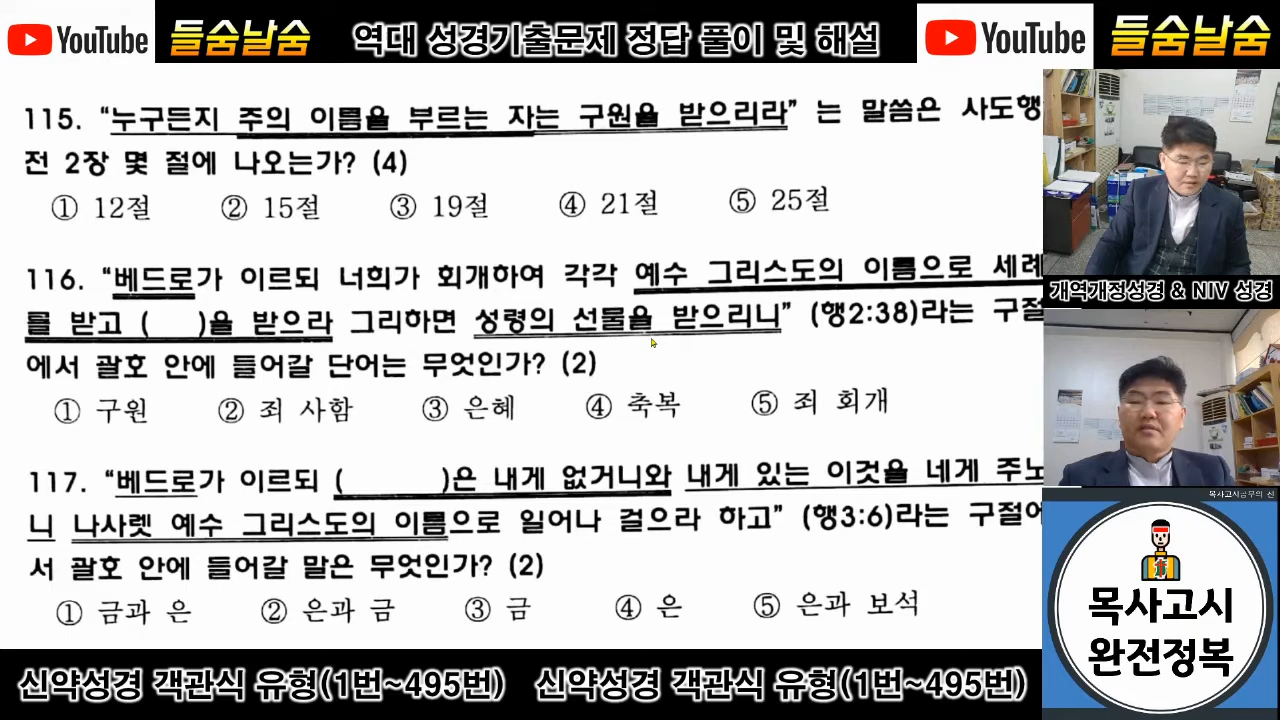 YouTube 들숨날숨 역대 성경기출문제 정답 풀이 및 해설 YouTube 들숨날숨
115. “누구든지 주의 이름을 부르는 자는 구원을 받으리라” 는 말씀은 사도행
전 2장 몇 절에 나오는가? (4)
① 12절 ② 15절 ③ 19절 ④ 21절 ⑤ 25절
116. “베드로가 이르되 너희가 회개하여 각각 예수 그리스도의 이름으로 세례
를 받고 ( )을 받으라 그리하면 성령의 선물을 받으리니” (행2:38)라는 구절
에서 괄호 안에 들어갈 단어는 무엇인가? (2)
① 구원 ② 죄 사함 ③ 은혜 ④ 축복 ⑤ 죄 회개
117. “베드로가 이르되 ( )은 내게 없거니와 내게 있는 이것을 네게 주노
니 나사렛 예수 그리스도의 이름으로 일어나 걸으라 하고” (행3:6)라는 구절에
서 괄호 안에 들어갈 말은 무엇인가? (2)
① 금과 은 ② 은과 금 ③ 금 ④ 은 ⑤ 은과 보석
개역개정성경 & NIV 성경
목사고시공부의 신
목사고시
완전정복
신약성경 객관식 유형(1번~495번) 신약성경 객관식 유형(1번~495번)